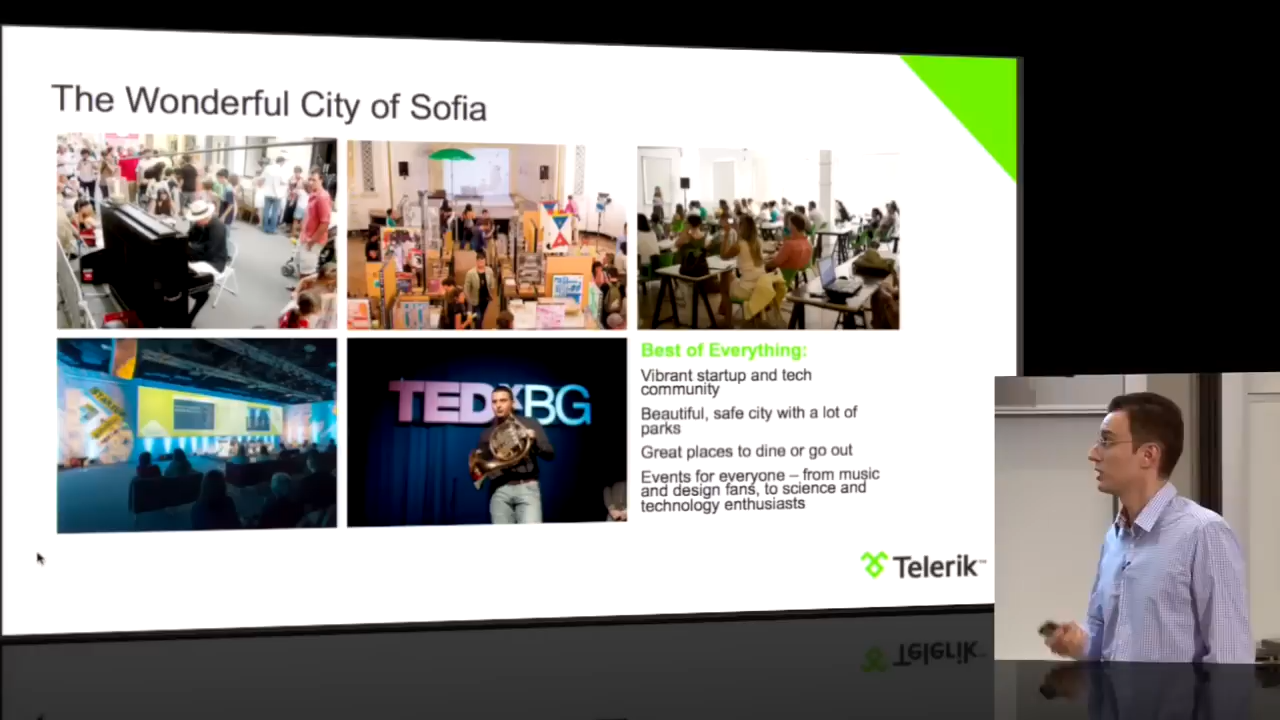 The Wonderful City of Sofia
TEDxBG
Best of Everything:
Vibrant startup and tech
community
Beautiful, safe city with a lot of
parks
Great places to dine or go out
Events for everyone – from music
and design fans, to science and
technology enthusiasts
Telerik™